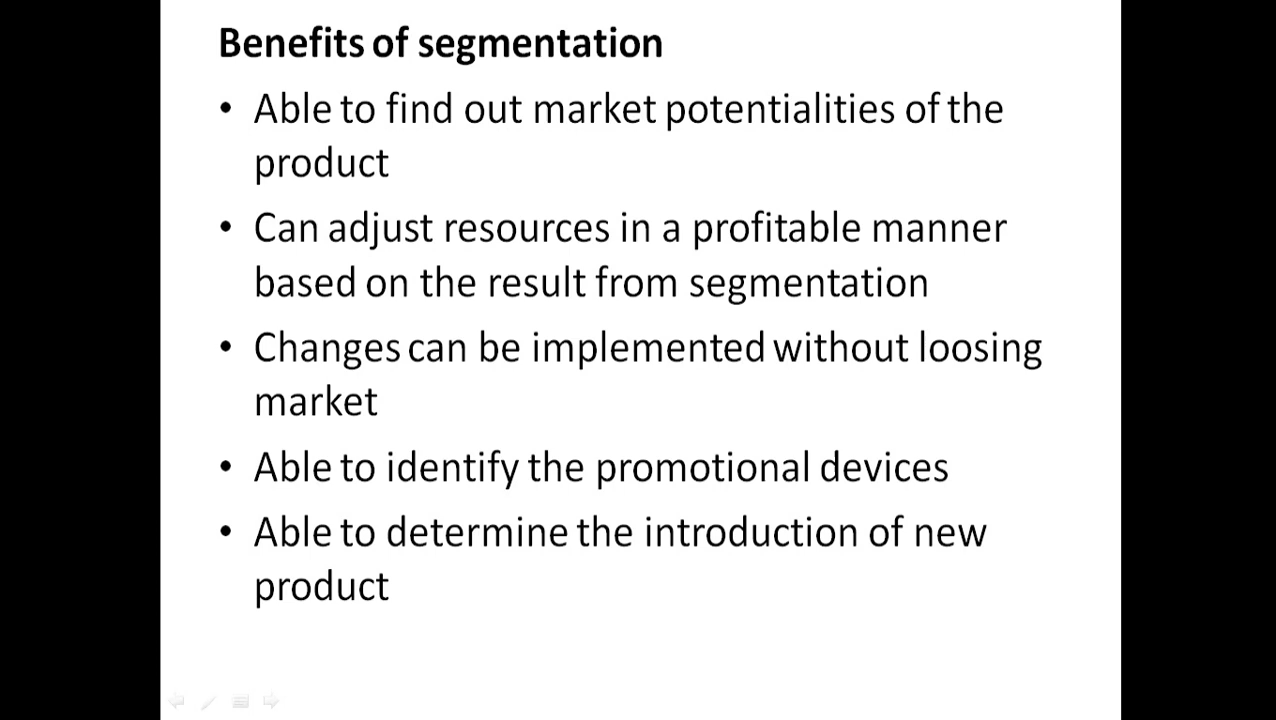 Benefits of segmentation
• Able to find out market potentialities of the
product
• Can adjust resources in a profitable manner
based on the result from segmentation
• Changes can be implemented without loosing
market
• Able to identify the promotional devices
• Able to determine the introduction of new
product